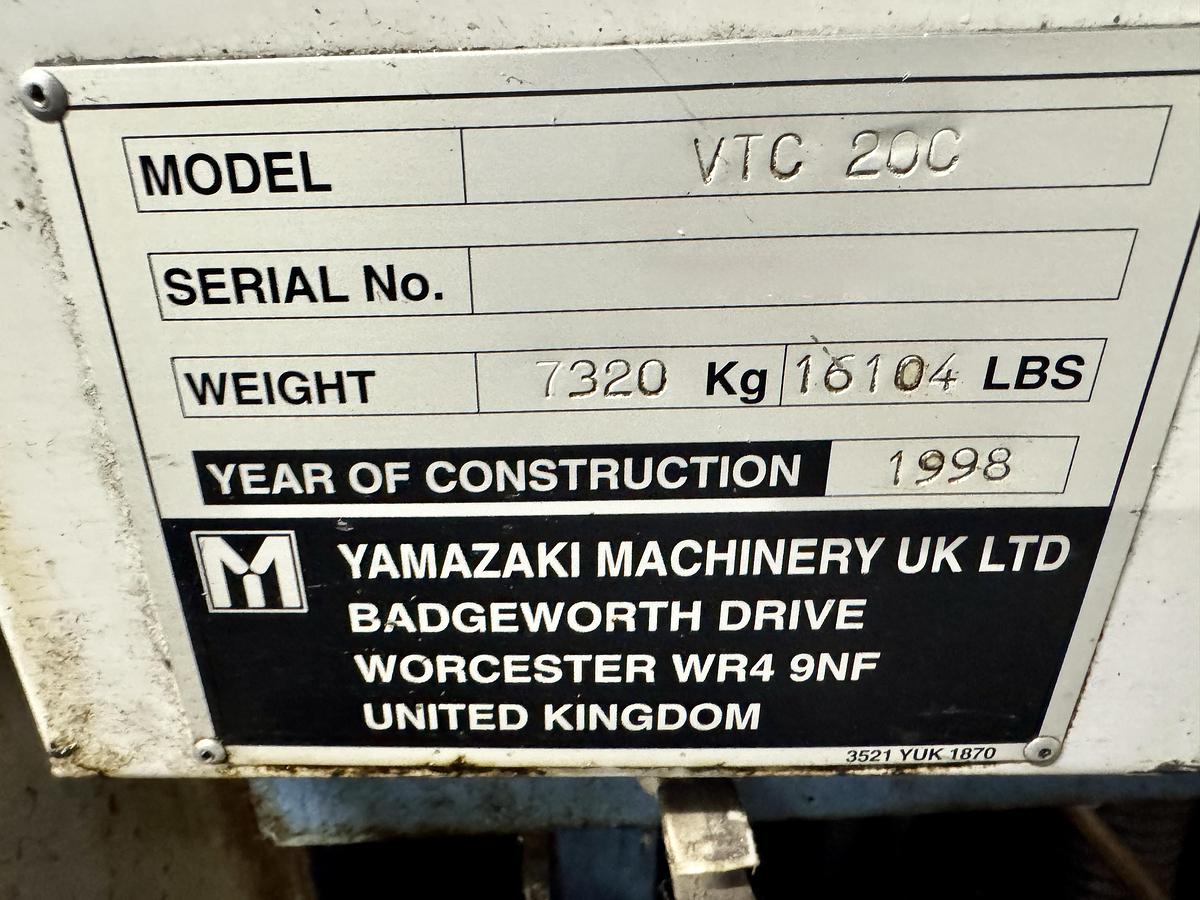 MODEL VTC 20C
SERIAL No.
WEIGHT 7320 Kg 16104 LBS
YEAR OF CONSTRUCTION 1998
YAMAZAKI MACHINERY UK LTD
BADGEWORTH DRIVE
WORCESTER WR4 9NF
UNITED KINGDOM
3521 YUK 1870